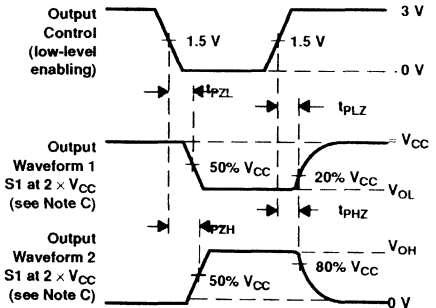 Output
Control
(low-level
enabling)
1.5 V
1.5 V
3 V
0 V
tPZL
tPLZ
Output
Waveform 1
S1 at 2 × VCC
(see Note C)
50% VCC
20% VCC
≈ VCC
VOL
tPZH
tPHZ
Output
Waveform 2
S1 at 2 × VCC
(see Note C)
50% VCC
80% VCC
VOH
0 V